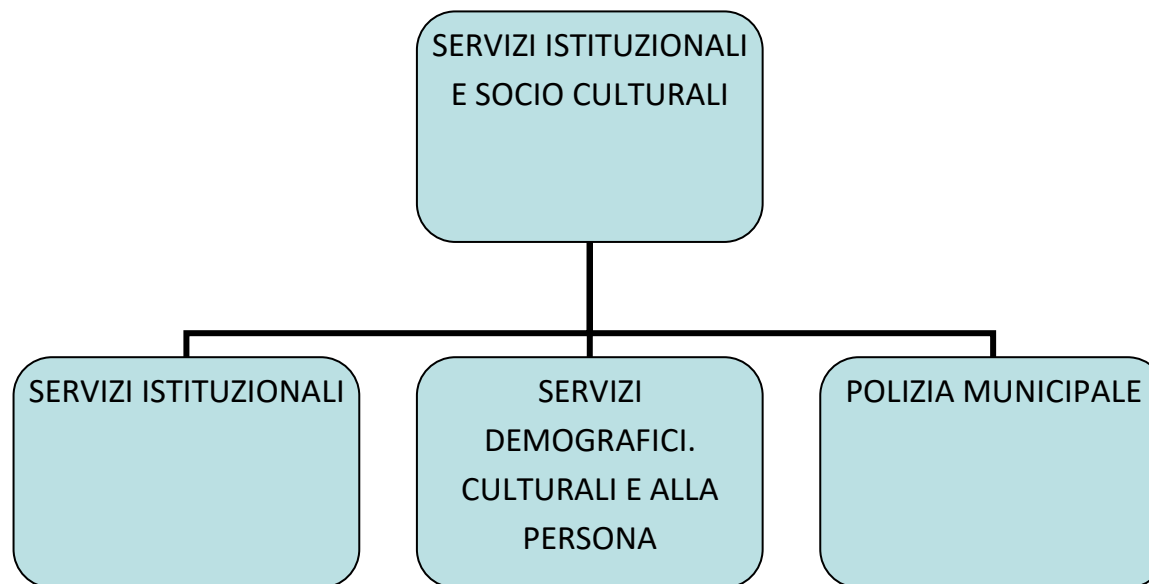 SERVIZI ISTITUZIONALI
E SOCIO CULTURALI
SERVIZI ISTITUZIONALI
SERVIZI
DEMOGRAFICI.
CULTURALI E ALLA
PERSONA
POLIZIA MUNICIPALE